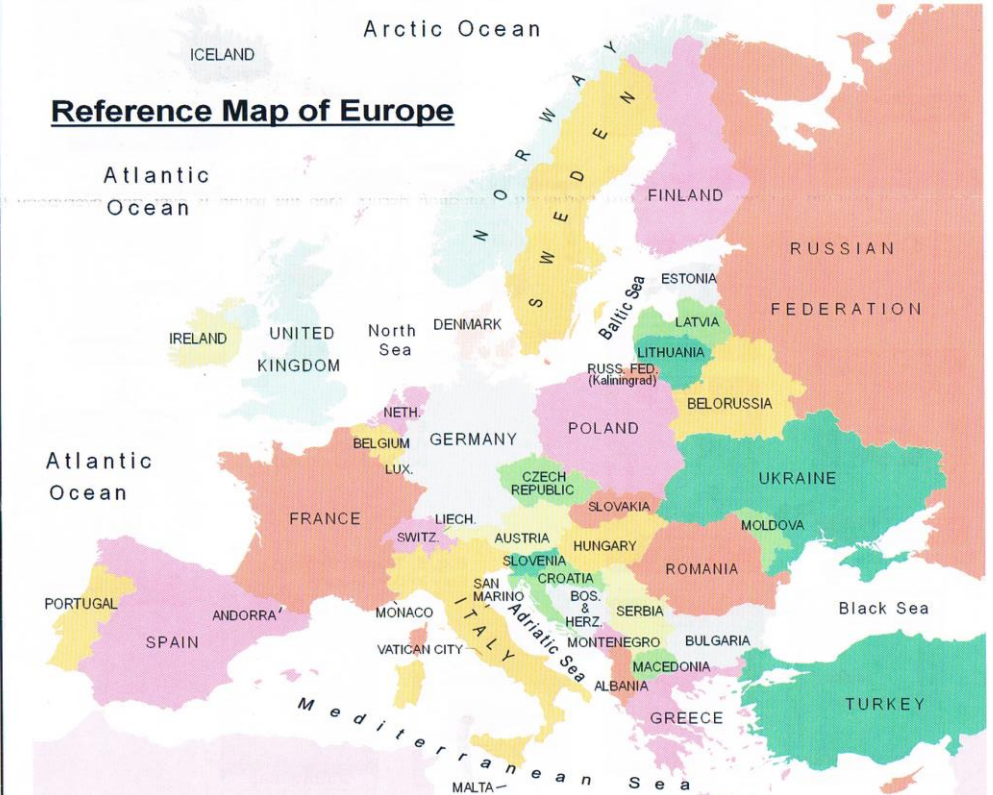 Arctic Ocean
ICELAND
Reference Map of Europe
NORWAY
SWEDEN
Atlantic
Ocean
FINLAND
RUSSIAN
FEDERATION
ESTONIA
Baltic Sea
LATVIA
North
Sea
DENMARK
IRELAND
UNITED
KINGDOM
LITHUANIA
RUSS. FED.
(Kaliningrad)
BELORUSSIA
NETH.
POLAND
GERMANY
BELGIUM
LUX.
Atlantic
Ocean
CZECH
REPUBLIC
UKRAINE
SLOVAKIA
FRANCE
LIECH.
SWITZ.
AUSTRIA
HUNGARY
MOLDOVA
SLOVENIA
ROMANIA
CROATIA
SAN
MARINO
BOS.
&
HERZ.
PORTUGAL
ANDORRA
MONACO
ITALY
Adriatic Sea
SERBIA
Black Sea
SPAIN
VATICAN CITY
MONTENEGRO
BULGARIA
MACEDONIA
ALBANIA
TURKEY
GREECE
Mediterranean Sea
MALTA